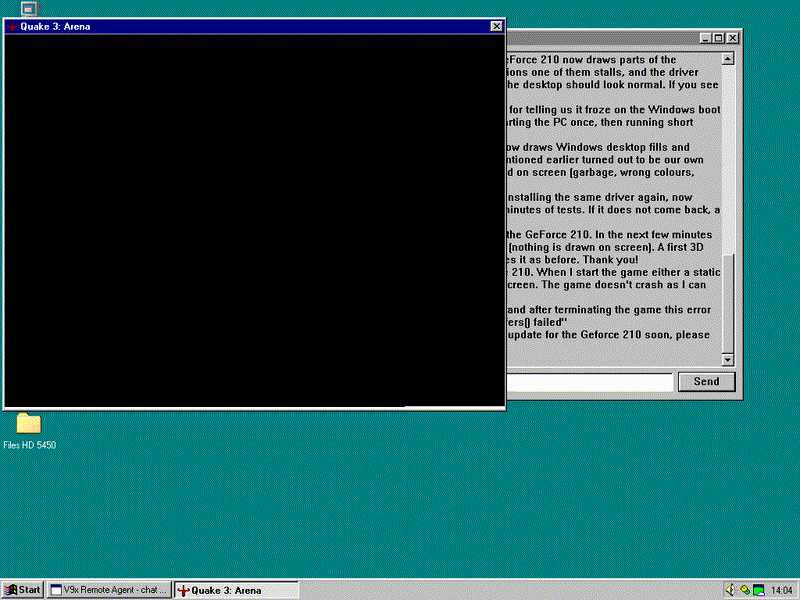 Quake 3: Arena
eForce 210 now draws parts of the
ions one of them stalls, and the driver
he desktop should look normal. If you see
for telling us it froze on the Windows boot
arting the PC once, then running short
ow draws Windows desktop fills and
ntioned earlier turned out to be our own
d on screen (garbage, wrong colours,
nstalling the same driver again, now
minutes of tests. If it does not come back, a
the GeForce 210. In the next few minutes
(nothing is drawn on screen). A first 3D
es it as before. Thank you!
210. When I start the game either a static
creen. The game doesn't crash as I can
and after terminating the game this error
fers() failed"
update for the Geforce 210 soon, please
Send
Files HD 5450
Start
V9x Remote Agent - chat ...
Quake 3: Arena
14:04